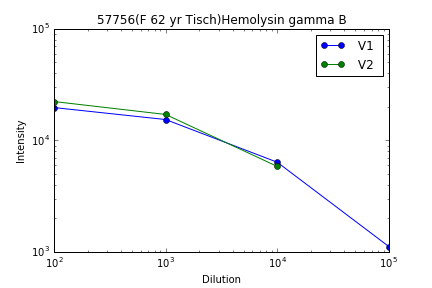 57756(F 62 yr Tisch)Hemolysin gamma B
V1
V2
Intensity
10^5
10^4
10^3
10^2 10^3 10^4 10^5
Dilution